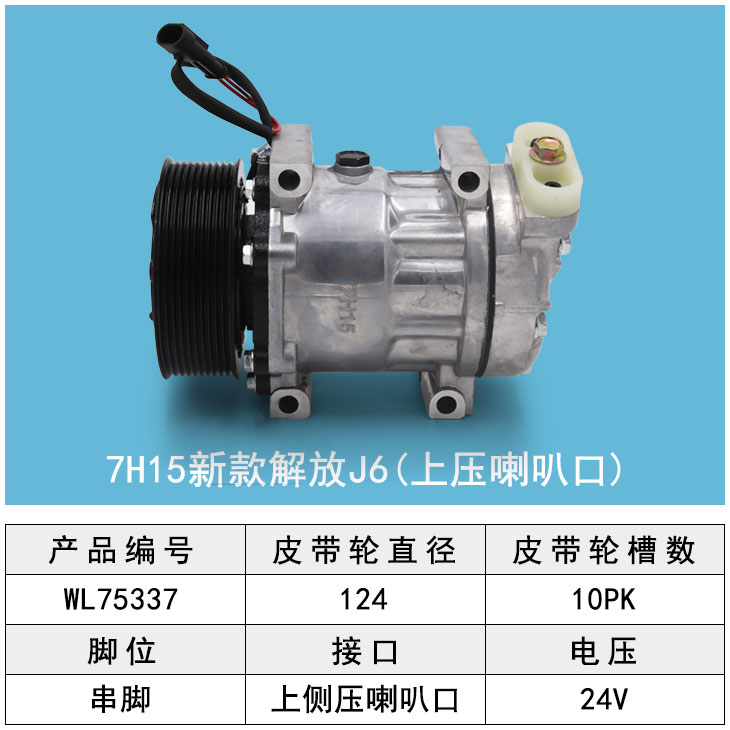 7H15
7H15新款解放J6(上压喇叭口)
产品编号 皮带轮直径 皮带轮槽数
WL75337 124 10PK
脚位 接口 电压
串脚 上侧压喇叭口 24V